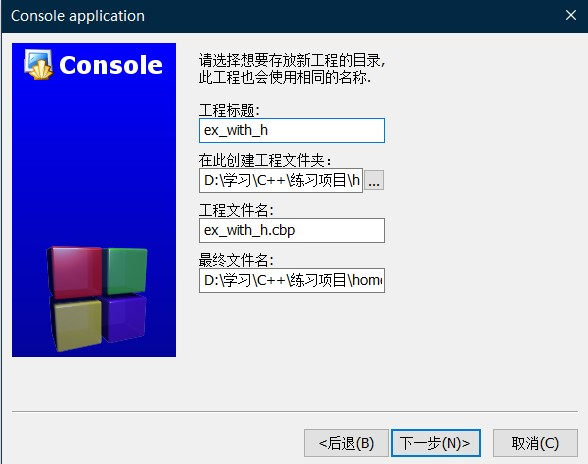 Console application
Console
请选择想要存放新工程的目录,
此工程也会使用相同的名称.
工程标题:
ex_with_h
在此创建工程文件夹：
D:\学习\C++\练习项目\h
...
工程文件名:
ex_with_h.cbp
最终文件名:
D:\学习\C++\练习项目\home
<后退(B)
下一步(N)>
取消(C)